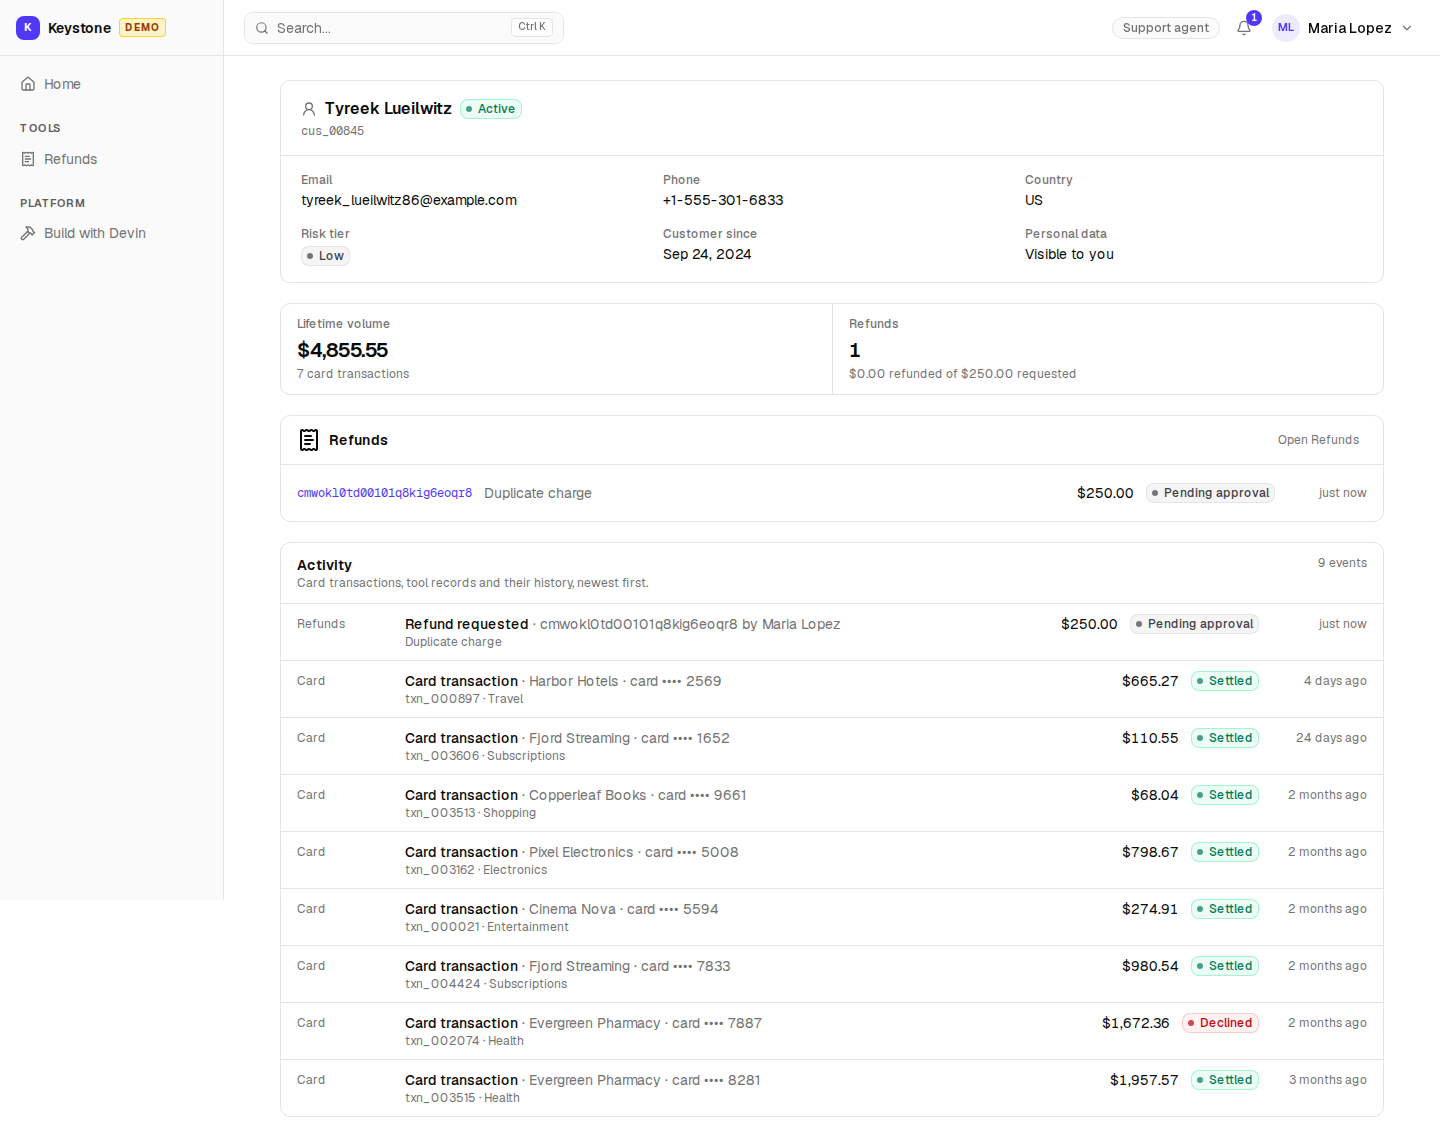 K Keystone DEMO
Search... Ctrl K
Support agent
1
ML Maria Lopez
Home
TOOLS
Refunds
PLATFORM
Build with Devin
Tyreek Lueilwitz Active
cus_00845
Email Phone Country
tyreek_lueilwitz86@example.com +1-555-301-6833 US
Risk tier Customer since Personal data
Low Sep 24, 2024 Visible to you
Lifetime volume
$4,855.55
7 card transactions
Refunds
1
$0.00 refunded of $250.00 requested
Refunds Open Refunds
cmwokl0td00101q8kig6eoqr8 Duplicate charge $250.00 Pending approval just now
Activity 9 events
Card transactions, tool records and their history, newest first.
Refunds Refund requested · cmwokl0td00101q8kig6eoqr8 by Maria Lopez $250.00 Pending approval just now
Duplicate charge
Card Card transaction · Harbor Hotels · card •••• 2569 $665.27 Settled 4 days ago
txn_000897 · Travel
Card Card transaction · Fjord Streaming · card •••• 1652 $110.55 Settled 24 days ago
txn_003606 · Subscriptions
Card Card transaction · Copperleaf Books · card •••• 9661 $68.04 Settled 2 months ago
txn_003513 · Shopping
Card Card transaction · Pixel Electronics · card •••• 5008 $798.67 Settled 2 months ago
txn_003162 · Electronics
Card Card transaction · Cinema Nova · card •••• 5594 $274.91 Settled 2 months ago
txn_000021 · Entertainment
Card Card transaction · Fjord Streaming · card •••• 7833 $980.54 Settled 2 months ago
txn_004424 · Subscriptions
Card Card transaction · Evergreen Pharmacy · card •••• 7887 $1,672.36 Declined 2 months ago
txn_002074 · Health
Card Card transaction · Evergreen Pharmacy · card •••• 8281 $1,957.57 Settled 3 months ago
txn_003515 · Health